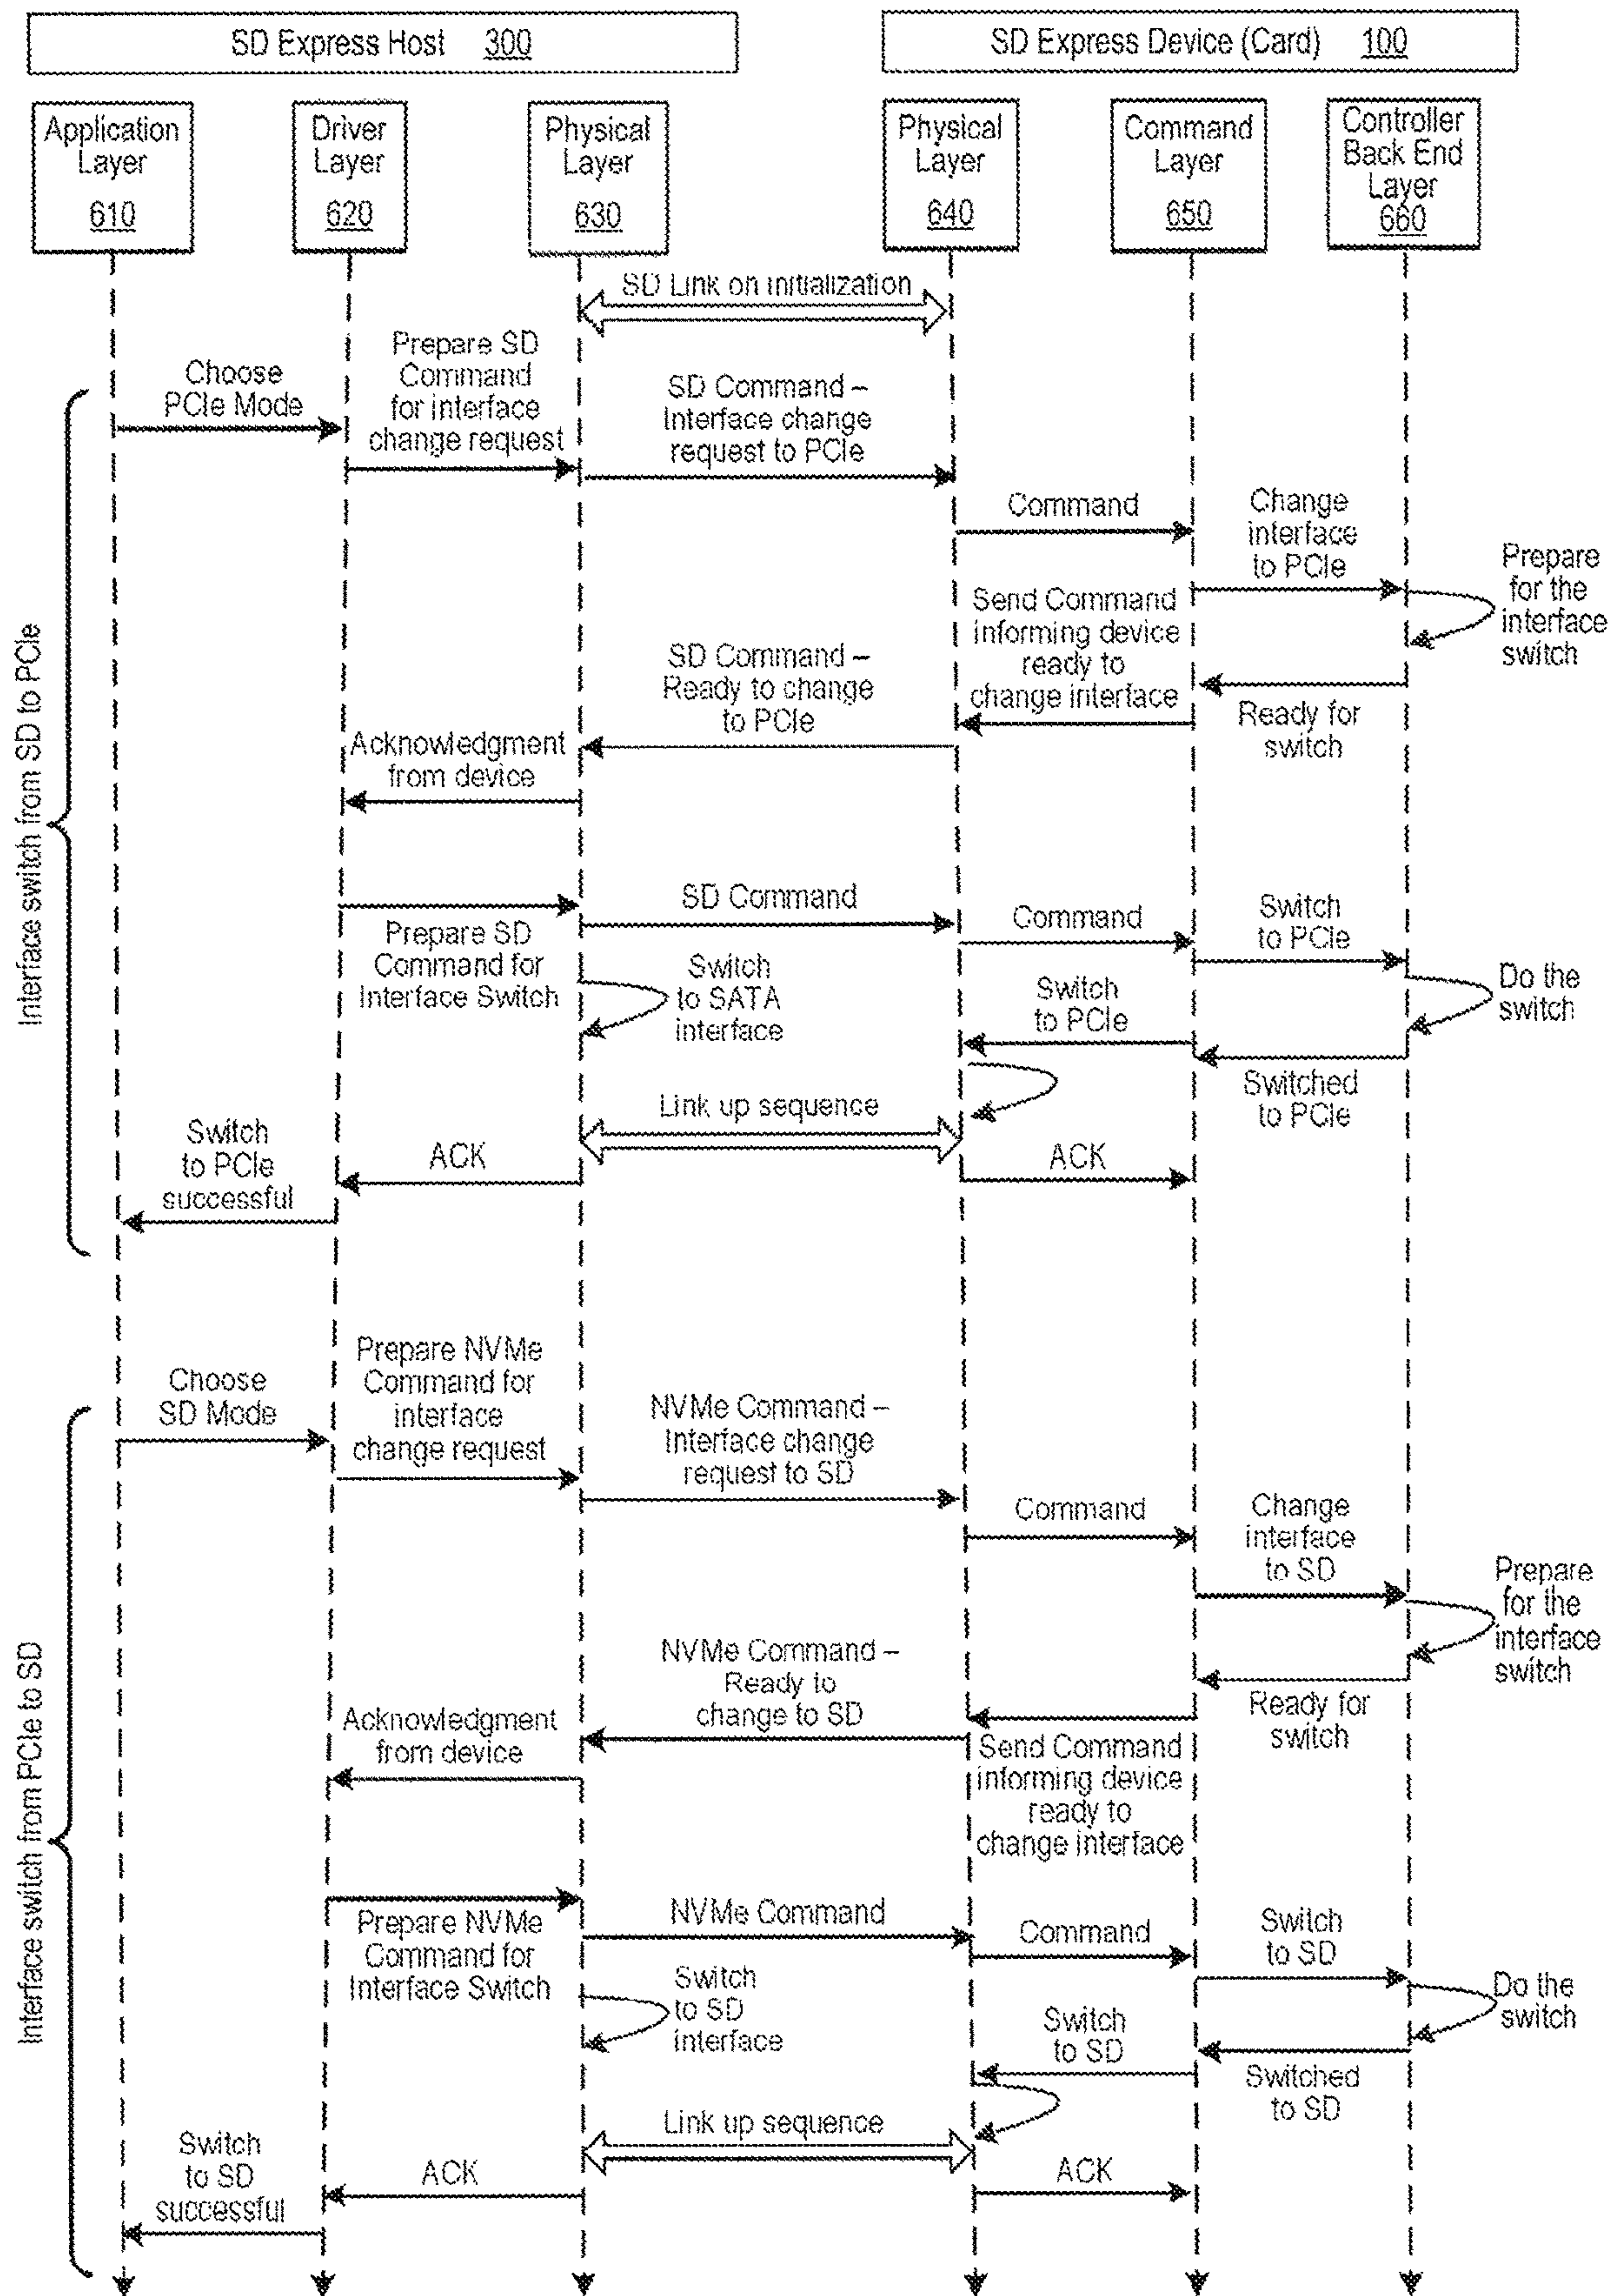 SD Express Host 300
SD Express Device (Card) 100
Application
Layer
610
Driver
Layer
620
Physical
Layer
630
Physical
Layer
640
Command
Layer
650
Controller
Back End
Layer
660
SD Link on initialization
Interface switch from SD to PCIe
Choose
PCIe Mode
Prepare SD
Command
for interface
change request
SD Command –
Interface change
request to PCIe
Command
Change
interface
to PCIe
Prepare
for the
interface
switch
Ready for
switch
Send Command
informing device
ready to
change interface
SD Command –
Ready to change
to PCIe
Acknowledgment
from device
Prepare SD
Command for
Interface Switch
SD Command
Command
Switch
to PCIe
Do the
switch
Switch
to SATA
interface
Switch
to PCIe
Switched
to PCIe
Link up sequence
ACK
ACK
Switch
to PCIe
successful
Interface switch from PCIe to SD
Choose
SD Mode
Prepare NVMe
Command for
interface
change request
NVMe Command –
Interface change
request to SD
Command
Change
interface
to SD
Prepare
for the
interface
switch
Ready for
switch
Send Command
informing device
ready to
change interface
NVMe Command –
Ready to
change to SD
Acknowledgment
from device
Prepare NVMe
Command for
Interface Switch
NVMe Command
Command
Switch
to SD
Do the
switch
Switch
to SD
interface
Switch
to SD
Switched
to SD
Link up sequence
ACK
ACK
Switch
to SD
successful